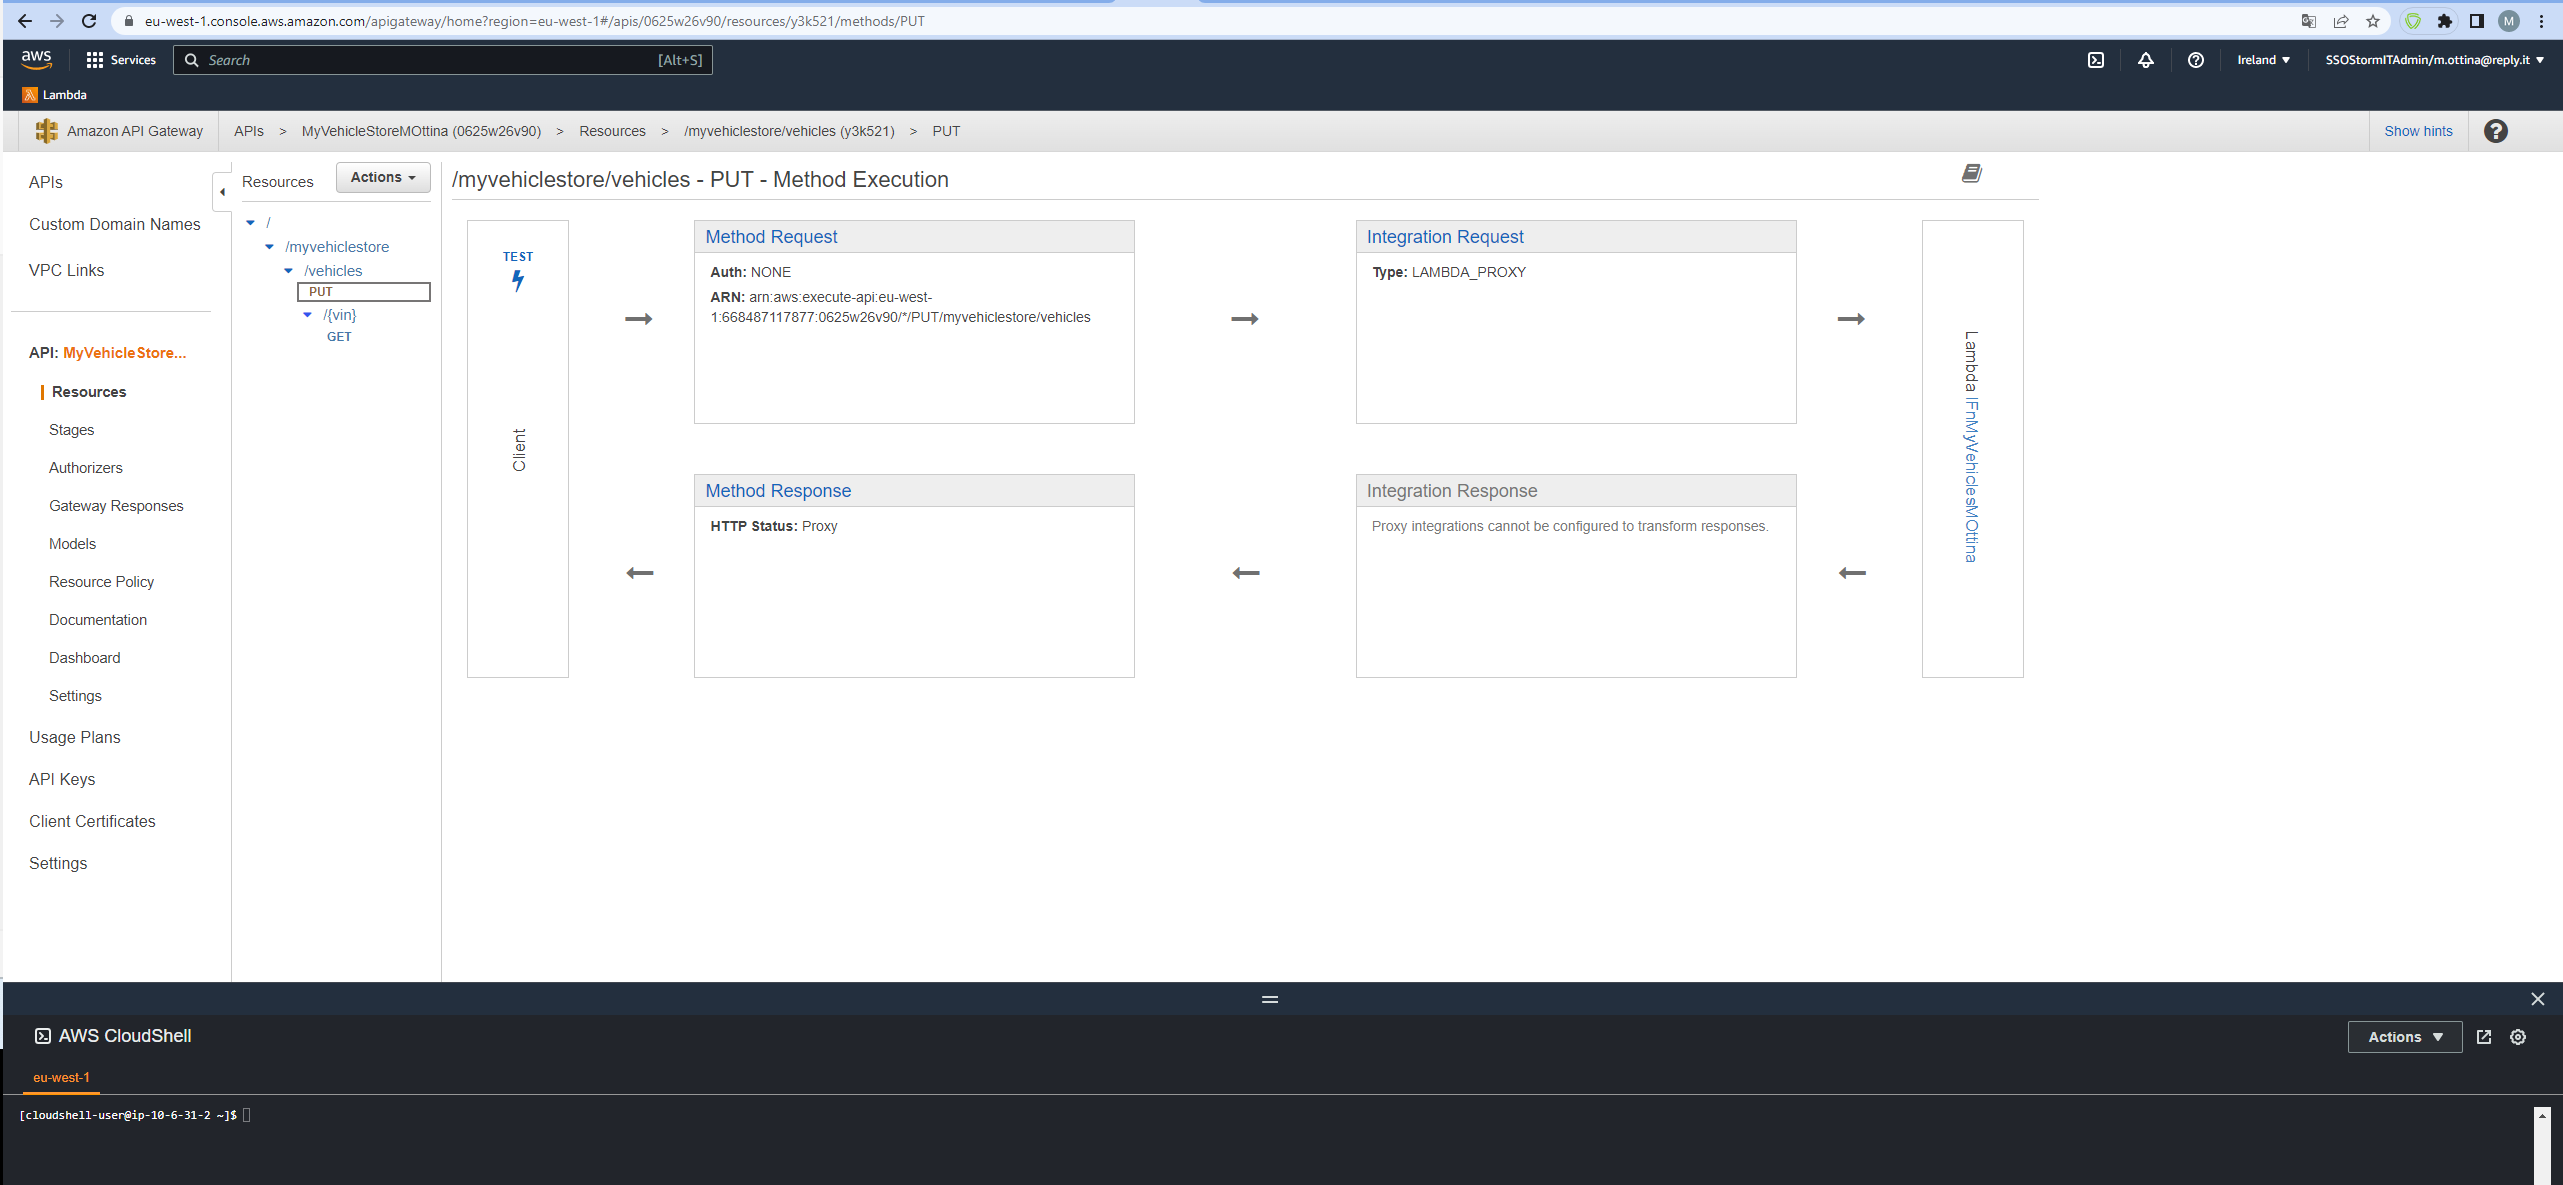 eu-west-1.console.aws.amazon.com/apigateway/home?region=eu-west-1#/apis/0625w26v90/resources/y3k521/methods/PUT
M
aws
Services
Search
[Alt+S]
Ireland
SSOStormITAdmin/m.ottina@reply.it
Lambda
Amazon API Gateway
APIs > MyVehicleStoreMOttina (0625w26v90) > Resources > /myvehiclestore/vehicles (y3k521) > PUT
Show hints
APIs
Custom Domain Names
VPC Links
API: MyVehicleStore...
Resources
Stages
Authorizers
Gateway Responses
Models
Resource Policy
Documentation
Dashboard
Settings
Usage Plans
API Keys
Client Certificates
Settings
Resources
Actions
/
/myvehiclestore
/vehicles
PUT
/{vin}
GET
/myvehiclestore/vehicles - PUT - Method Execution
TEST
Client
Method Request
Auth: NONE
ARN: arn:aws:execute-api:eu-west-
1:668487117877:0625w26v90/*/PUT/myvehiclestore/vehicles
Integration Request
Type: LAMBDA_PROXY
Lambda lFnMyVehiclesMOttina
Method Response
HTTP Status: Proxy
Integration Response
Proxy integrations cannot be configured to transform responses.
AWS CloudShell
Actions
eu-west-1
[cloudshell-user@ip-10-6-31-2 ~]$